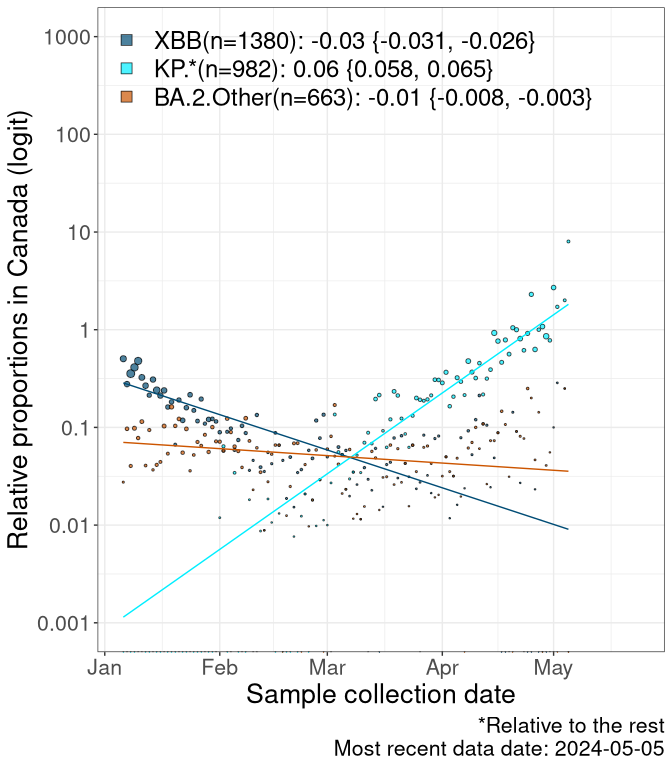 XBB(n=1380): -0.03 {-0.031, -0.026}
KP.*(n=982): 0.06 {0.058, 0.065}
BA.2.Other(n=663): -0.01 {-0.008, -0.003}
Relative proportions in Canada (logit)
1000
100
10
1
0.1
0.01
0.001
Jan Feb Mar Apr May
Sample collection date
*Relative to the rest
Most recent data date: 2024-05-05